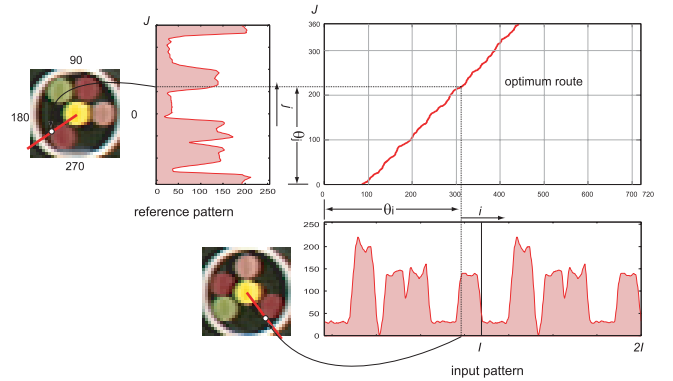 J
90
180
0
270
0 50 100 150 200 250
reference pattern
j
θj
J
360
300
200
100
0
optimum route
0 100 200 300 400 500 600 700 720
θi
i
250
200
150
100
50
0
I
2I
input pattern